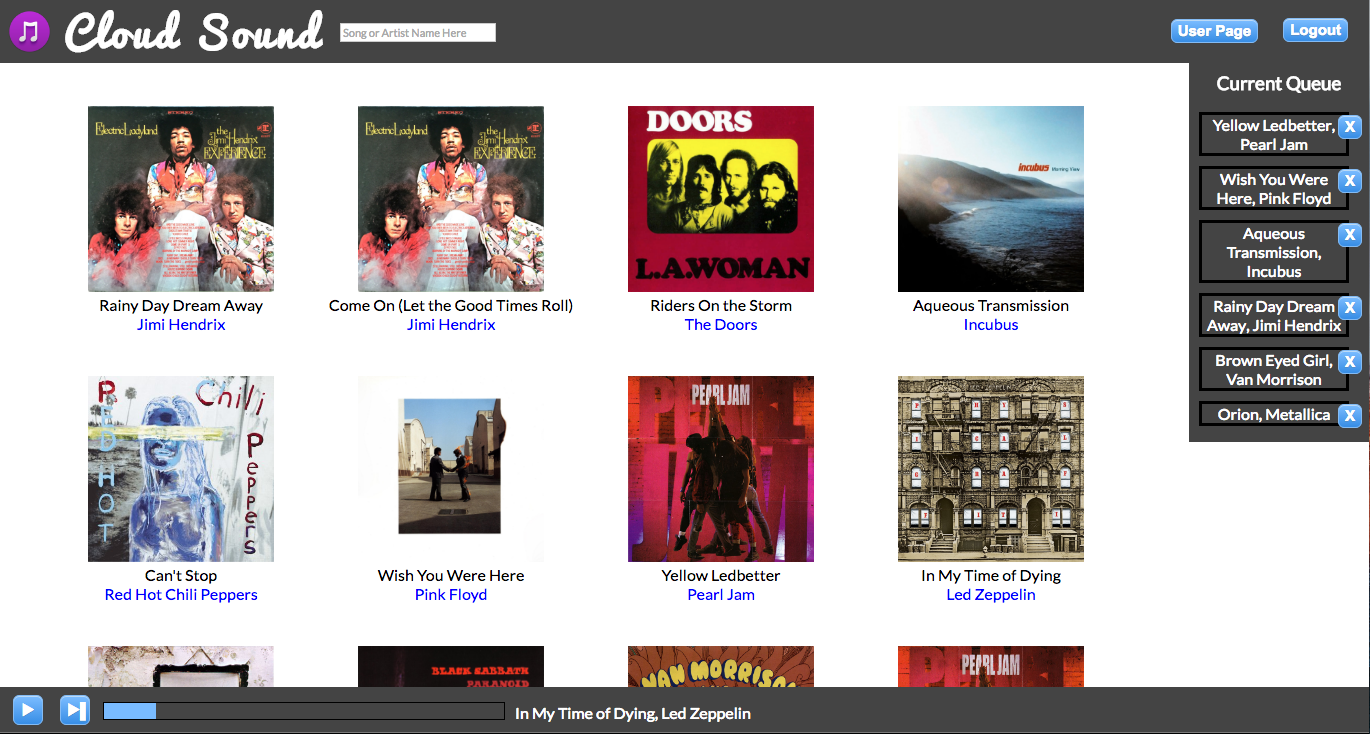 Cloud Sound
Song or Artist Name Here
User Page
Logout
Current Queue
Yellow Ledbetter,
Pearl Jam
X
Wish You Were
Here, Pink Floyd
X
Aqueous
Transmission,
Incubus
X
Rainy Day Dream
Away, Jimi Hendrix
X
Brown Eyed Girl,
Van Morrison
X
Orion, Metallica
X
STEREO
Electric Ladyland
the
Jimi Hendrix
EXPERIENCE
Rainy Day Dream Away
Jimi Hendrix
STEREO
Electric Ladyland
the
Jimi Hendrix
EXPERIENCE
Come On (Let the Good Times Roll)
Jimi Hendrix
DOORS
L.A.WOMAN
Riders On the Storm
The Doors
incubus Morning View
Aqueous Transmission
Incubus
RED HOT
Chili
Peppers
Can't Stop
Red Hot Chili Peppers
Wish You Were Here
Pink Floyd
PEARL JAM
Yellow Ledbetter
Pearl Jam
PHYS
ICAL
GRAF
FITI
In My Time of Dying
Led Zeppelin
BLACK SABBATH
PARANOID
VAN MORRISON
PEARL JAM
In My Time of Dying, Led Zeppelin